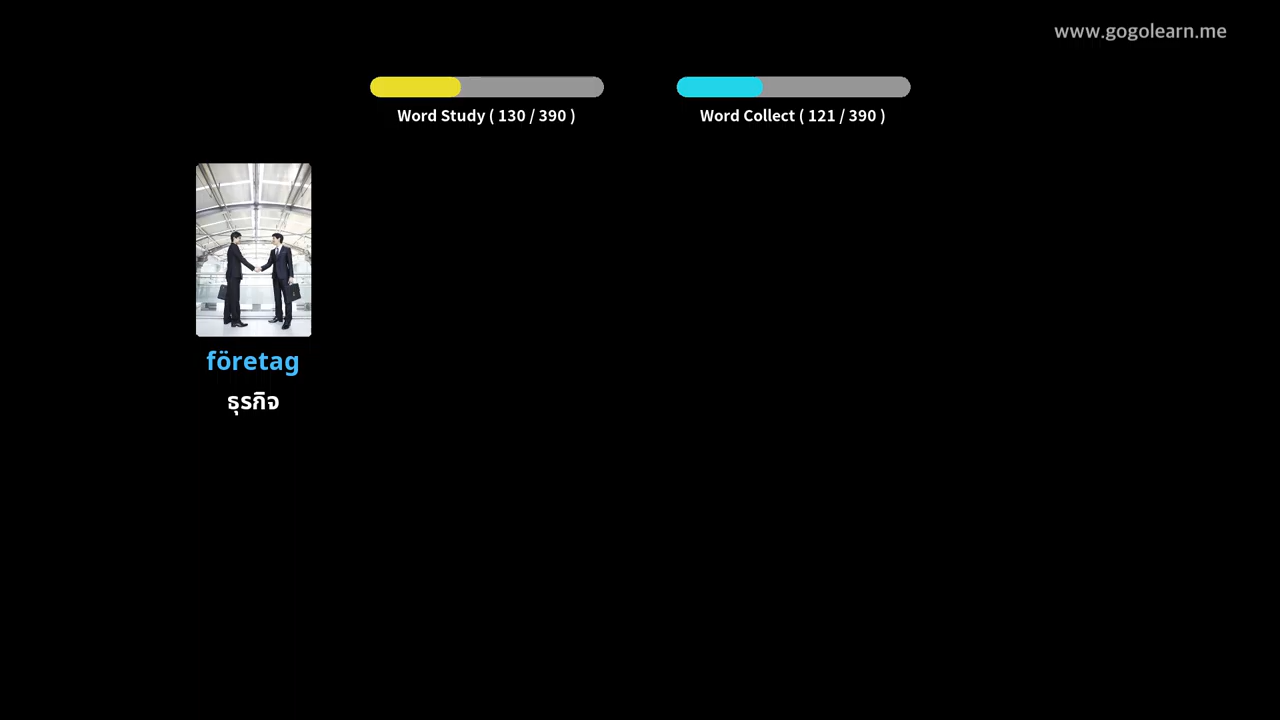 www.gogolearn.me
Word Study ( 130 / 390 )
Word Collect ( 121 / 390 )
företag
ธุรกิจ